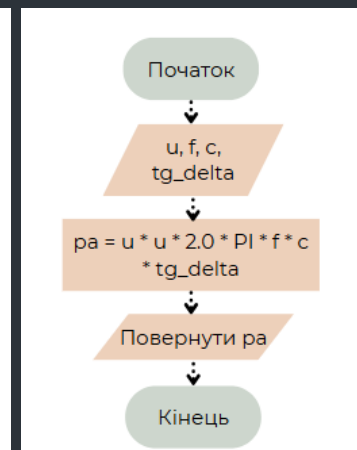 Початок
u, f, c,
tg_delta
pa = u * u * 2.0 * PI * f * c
* tg_delta
Повернути pa
Кінець